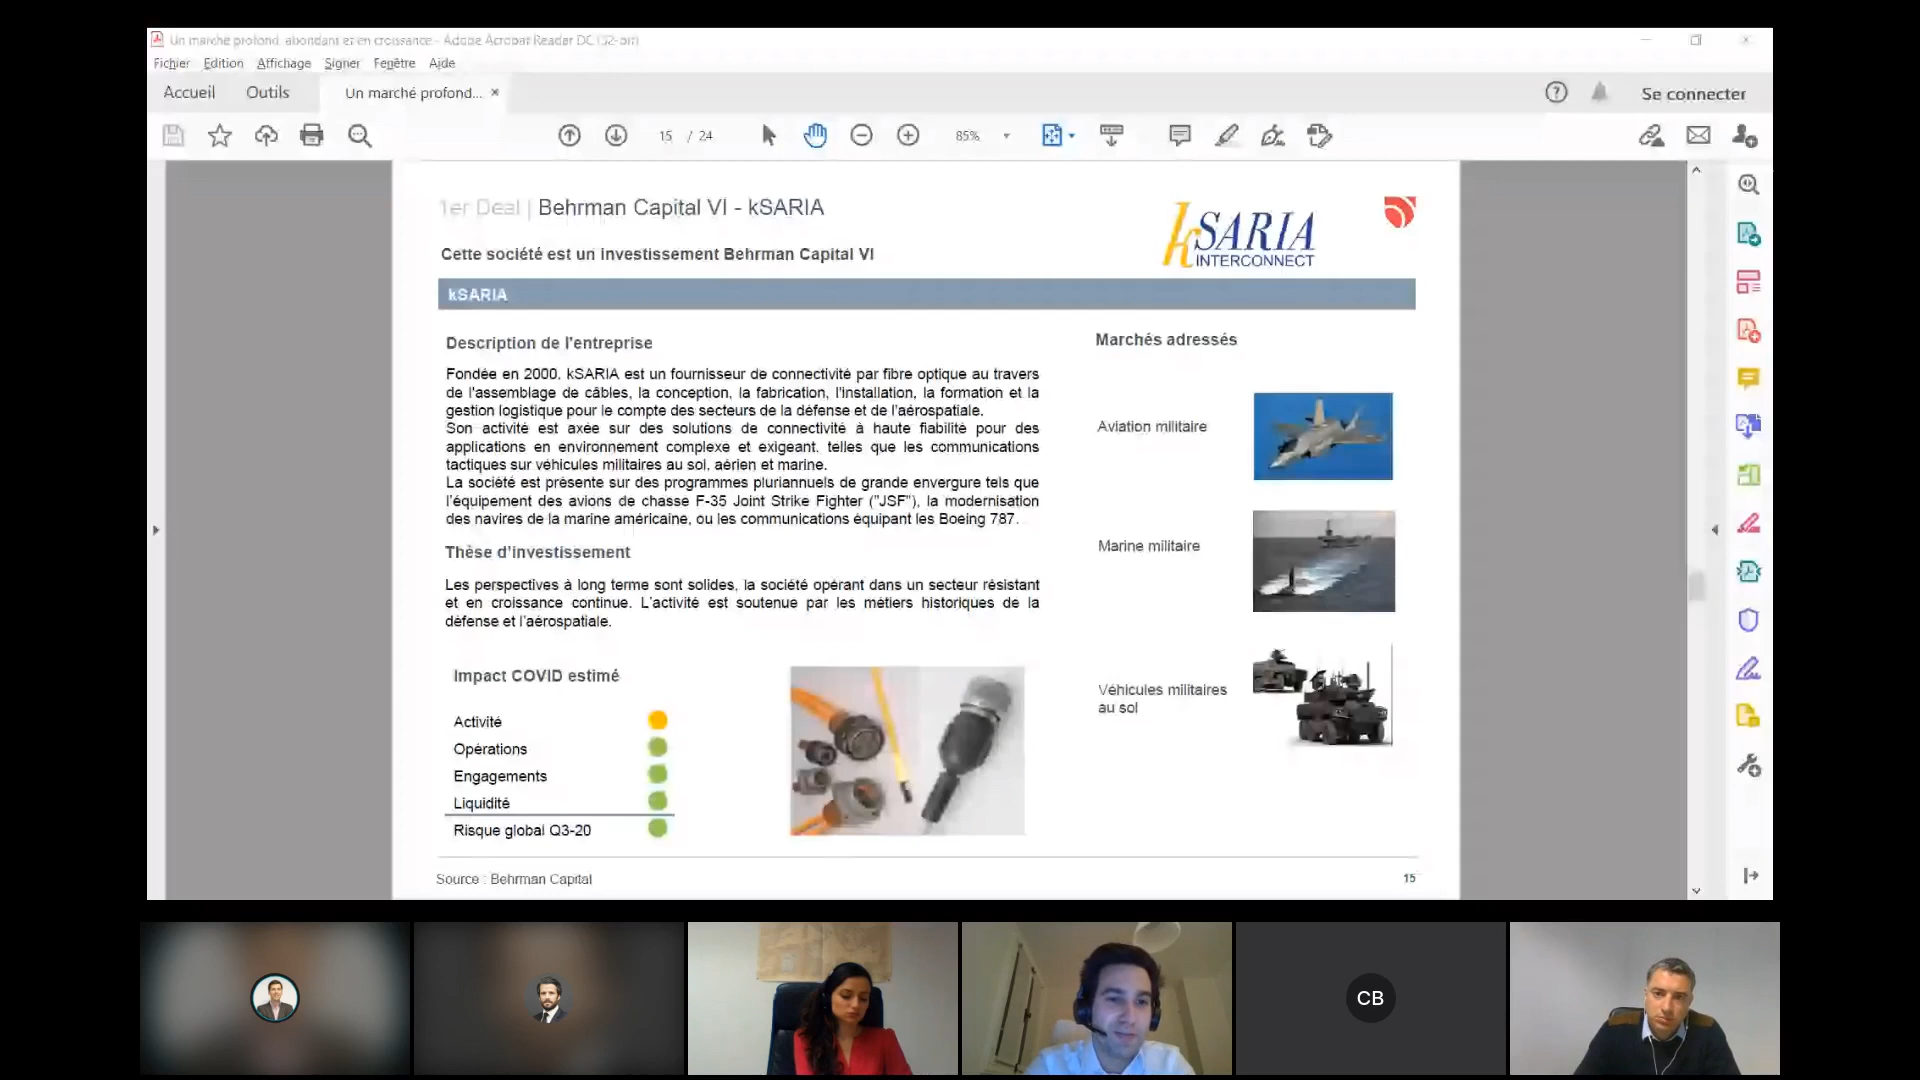 Un marché profond, abondant et en croissance - Adobe Acrobat Reader DC (32-bit)
Fichier Edition Affichage Signer Fenêtre Aide
Accueil Outils Un marché profond... × Se connecter
15 / 24 85%
1er Deal | Behrman Capital VI - kSARIA
kSARIA
INTERCONNECT
Cette société est un investissement Behrman Capital VI
kSARIA
Description de l'entreprise
Fondée en 2000, kSARIA est un fournisseur de connectivité par fibre optique au travers
de l'assemblage de câbles, la conception, la fabrication, l'installation, la formation et la
gestion logistique pour le compte des secteurs de la défense et de l'aérospatiale.
Son activité est axée sur des solutions de connectivité à haute fiabilité pour des
applications en environnement complexe et exigeant, telles que les communications
tactiques sur véhicules militaires au sol, aérien et marine.
La société est présente sur des programmes pluriannuels de grande envergure tels que
l'équipement des avions de chasse F-35 Joint Strike Fighter ("JSF"), la modernisation
des navires de la marine américaine, ou les communications équipant les Boeing 787.
Thèse d'investissement
Les perspectives à long terme sont solides, la société opérant dans un secteur résistant
et en croissance continue. L'activité est soutenue par les métiers historiques de la
défense et l'aérospatiale.
Impact COVID estimé
Activité
Opérations
Engagements
Liquidité
Risque global Q3-20
Marchés adressés
Aviation militaire
Marine militaire
Véhicules militaires
au sol
Source : Behrman Capital
15
CB